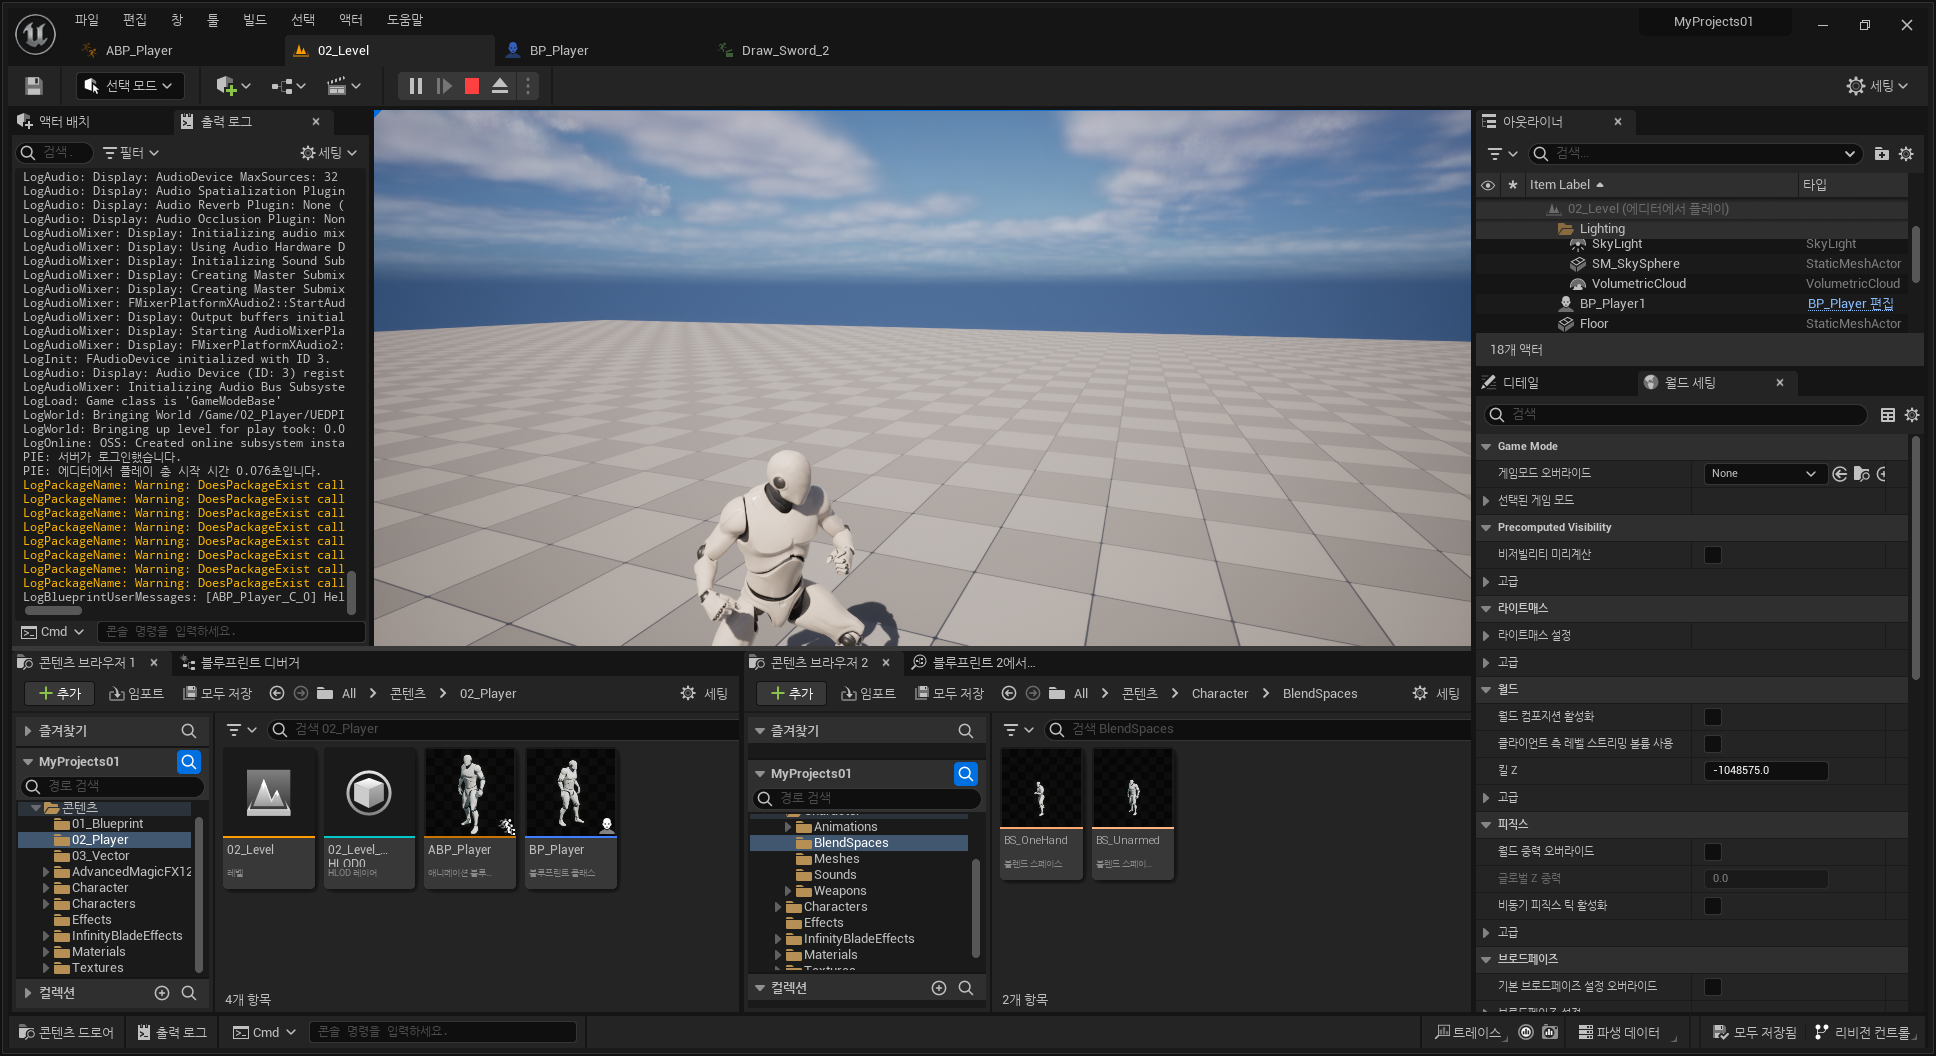 파일 편집 창 툴 빌드 선택 액터 도움말
MyProjects01
ABP_Player
02_Level
BP_Player
Draw_Sword_2
선택 모드
세팅
액터 배치
출력 로그
검색.
필터
세팅
LogAudio: Display: AudioDevice MaxSources: 32
LogAudio: Display: Audio Spatialization Plugin
LogAudio: Display: Audio Reverb Plugin: None (
LogAudio: Display: Audio Occlusion Plugin: Non
LogAudioMixer: Display: Initializing audio mix
LogAudioMixer: Display: Using Audio Hardware D
LogAudioMixer: Display: Initializing Sound Sub
LogAudioMixer: Display: Creating Master Submix
LogAudioMixer: Display: Creating Master Submix
LogAudioMixer: FMixerPlatformXAudio2::StartAud
LogAudioMixer: Display: Output buffers initial
LogAudioMixer: Display: Starting AudioMixerPla
LogAudioMixer: Display: FMixerPlatformXAudio2:
LogInit: FAudioDevice initialized with ID 3.
LogAudio: Display: Audio Device (ID: 3) regist
LogAudioMixer: Initializing Audio Bus Subsyste
LogLoad: Game class is 'GameModeBase'
LogWorld: Bringing World /Game/02_Player/UEDPI
LogWorld: Bringing up level for play took: 0.0
LogOnline: OSS: Created online subsystem insta
PIE: 서버가 로그인했습니다.
PIE: 에디터에서 플레이 총 시작 시간 0.076초입니다.
LogPackageName: Warning: DoesPackageExist call
LogPackageName: Warning: DoesPackageExist call
LogPackageName: Warning: DoesPackageExist call
LogPackageName: Warning: DoesPackageExist call
LogPackageName: Warning: DoesPackageExist call
LogPackageName: Warning: DoesPackageExist call
LogPackageName: Warning: DoesPackageExist call
LogPackageName: Warning: DoesPackageExist call
LogBlueprintUserMessages: [ABP_Player_C_0] Hel
Cmd
콘솔 명령을 입력하세요.
아웃라이너
검색...
Item Label 타입
02_Level (에디터에서 플레이)
Lighting
SkyLight SkyLight
SM_SkySphere StaticMeshActor
VolumetricCloud VolumetricCloud
BP_Player1 BP_Player 편집
Floor StaticMeshActor
18개 액터
디테일
월드 세팅
검색
Game Mode
게임모드 오버라이드 None
선택된 게임 모드
Precomputed Visibility
비저빌리티 미리계산
고급
라이트매스
라이트매스 설정
고급
월드
월드 컴포지션 활성화
클라이언트 측 레벨 스트리밍 볼륨 사용
킬 Z -1048575.0
고급
피직스
월드 중력 오버라이드
글로벌 Z 중력 0.0
비동기 피직스 틱 활성화
고급
브로드페이즈
기본 브로드페이즈 설정 오버라이드
브로드페이즈 설정
콘텐츠 브라우저 1
블루프린트 디버거
추가 임포트 모두 저장 All 콘텐츠 02_Player 세팅
즐겨찾기
검색 02_Player
MyProjects01
경로 검색
콘텐츠
01_Blueprint
02_Player
03_Vector
AdvancedMagicFX12
Character
Characters
Effects
InfinityBladeEffects
Materials
Textures
컬렉션
02_Level
레벨
02_Level_...
HLOD0
HLOD 레이어
ABP_Player
애니메이션 블루...
BP_Player
블루프린트 클래스
4개 항목
콘텐츠 브라우저 2
블루프린트 2에서...
추가 임포트 모두 저장 All 콘텐츠 Character BlendSpaces 세팅
즐겨찾기
검색 BlendSpaces
MyProjects01
경로 검색
Character
Animations
BlendSpaces
Meshes
Sounds
Weapons
Characters
Effects
InfinityBladeEffects
Materials
Textures
컬렉션
BS_OneHand
블렌드 스페이스
BS_Unarmed
블렌드 스페이...
2개 항목
콘텐츠 드로어
출력 로그
Cmd
콘솔 명령을 입력하세요.
트레이스
파생 데이터
모두 저장됨
리비전 컨트롤